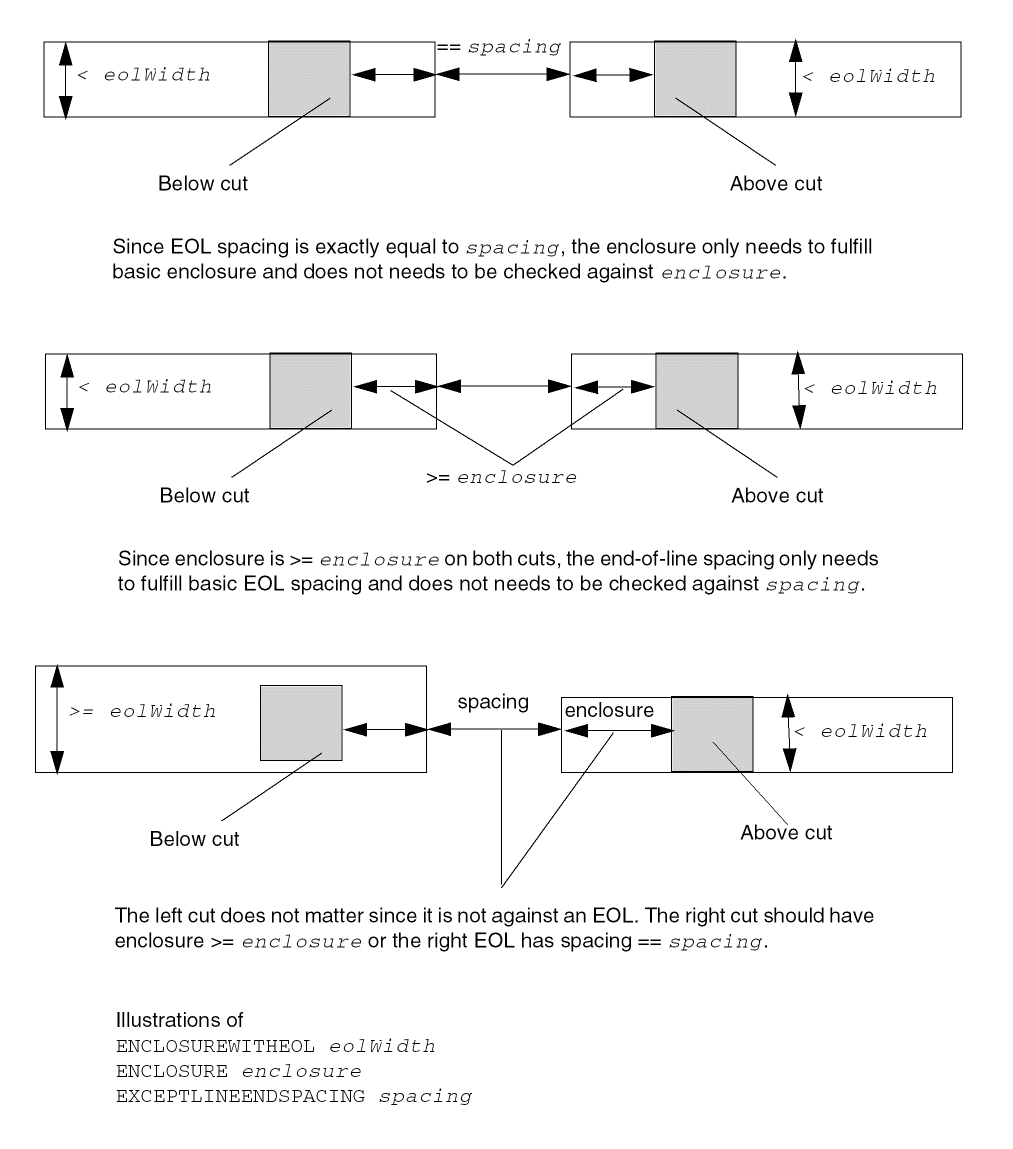 == spacing
< eolWidth
< eolWidth
Below cut
Above cut
Since EOL spacing is exactly equal to spacing, the enclosure only needs to fulfill
basic enclosure and does not needs to be checked against enclosure.
< eolWidth
< eolWidth
>= enclosure
Below cut
Above cut
Since enclosure is >= enclosure on both cuts, the end-of-line spacing only needs
to fulfill basic EOL spacing and does not needs to be checked against spacing.
spacing
enclosure
>= eolWidth
< eolWidth
Below cut
Above cut
The left cut does not matter since it is not against an EOL. The right cut should have
enclosure >= enclosure or the right EOL has spacing == spacing.
Illustrations of
ENCLOSUREWITHEOL eolWidth
ENCLOSURE enclosure
EXCEPTLINEENDSPACING spacing